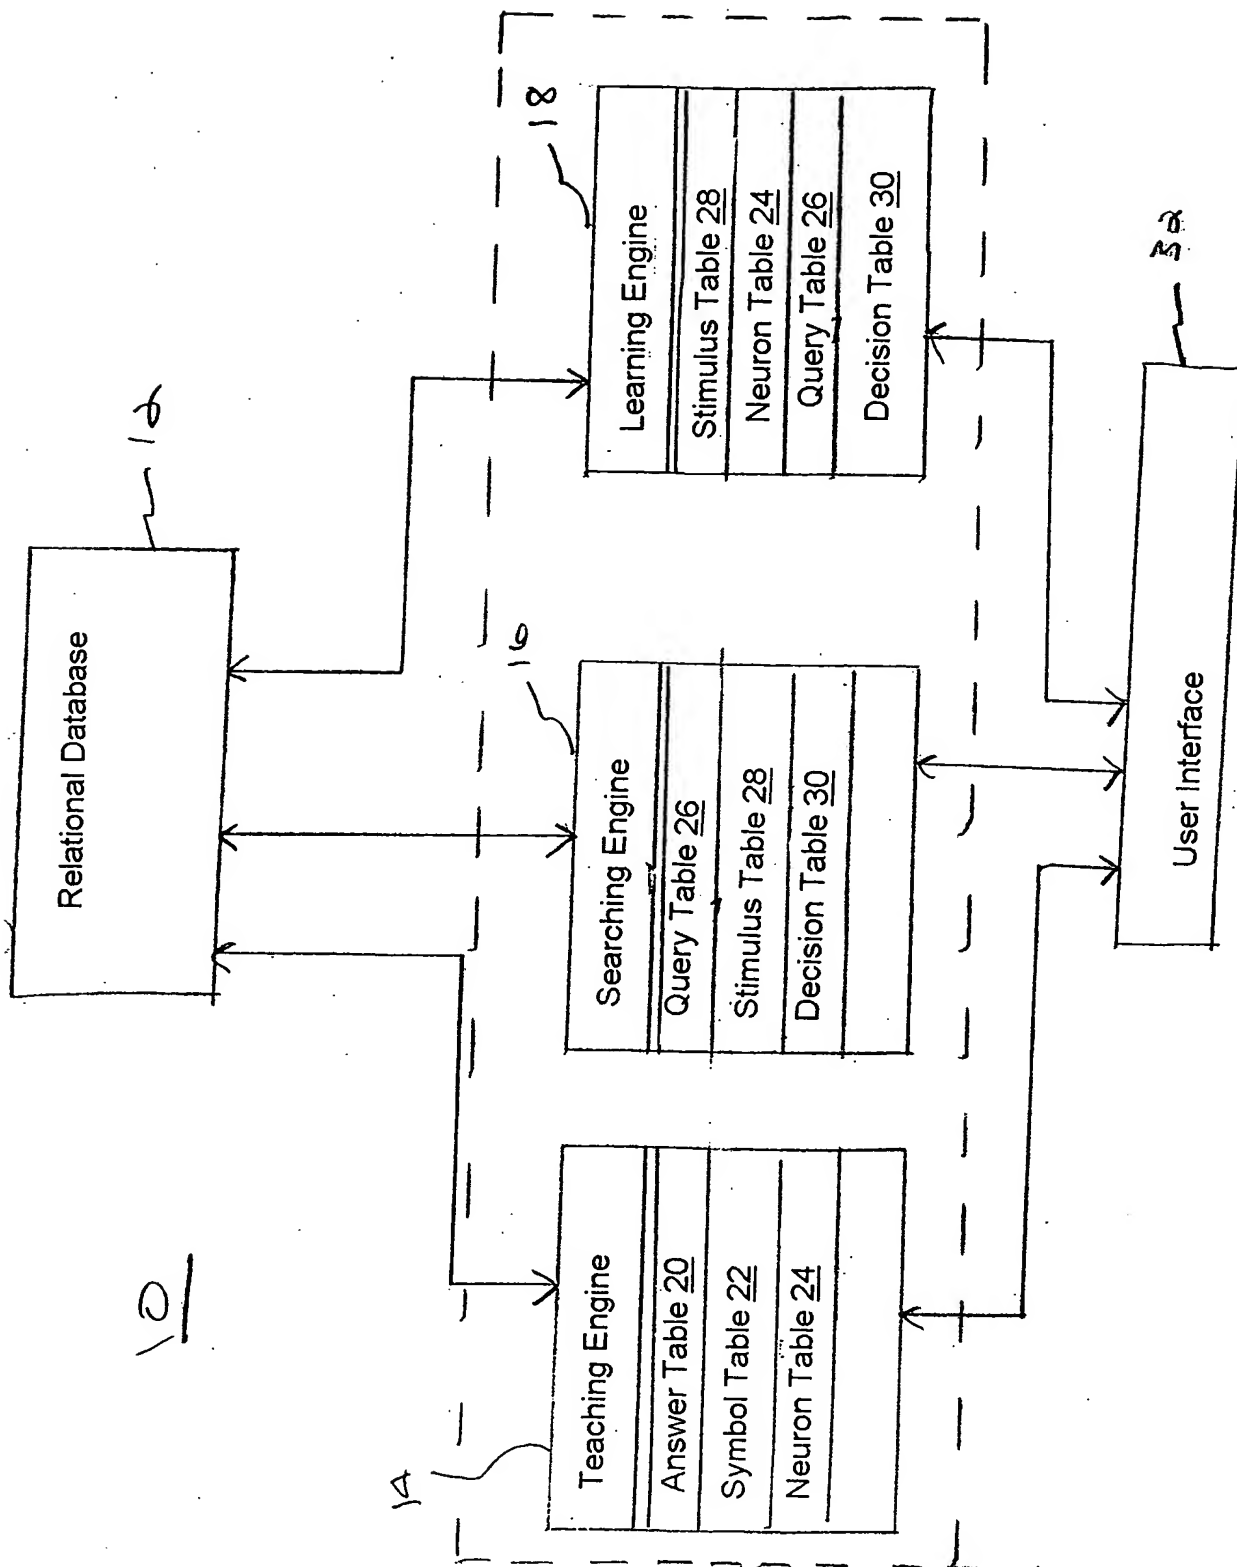 10
Relational Database
12
14
Teaching Engine
Answer Table 20
Symbol Table 22
Neuron Table 24
16
Searching Engine
Query Table 26
Stimulus Table 28
Decision Table 30
18
Learning Engine
Stimulus Table 28
Neuron Table 24
Query Table 26
Decision Table 30
User Interface
32